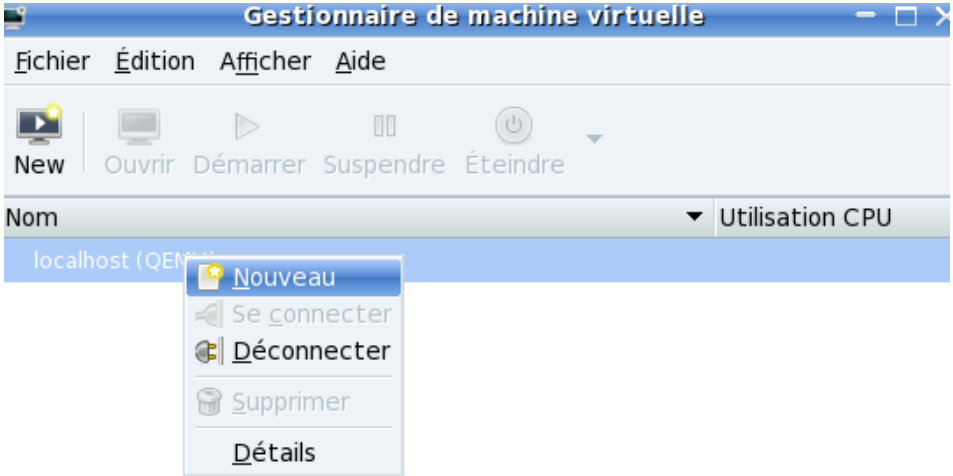 Gestionnaire de machine virtuelle
Fichier Édition Afficher Aide
New Ouvrir Démarrer Suspendre Éteindre
Nom Utilisation CPU
localhost
Nouveau
Se connecter
Déconnecter
Supprimer
Détails